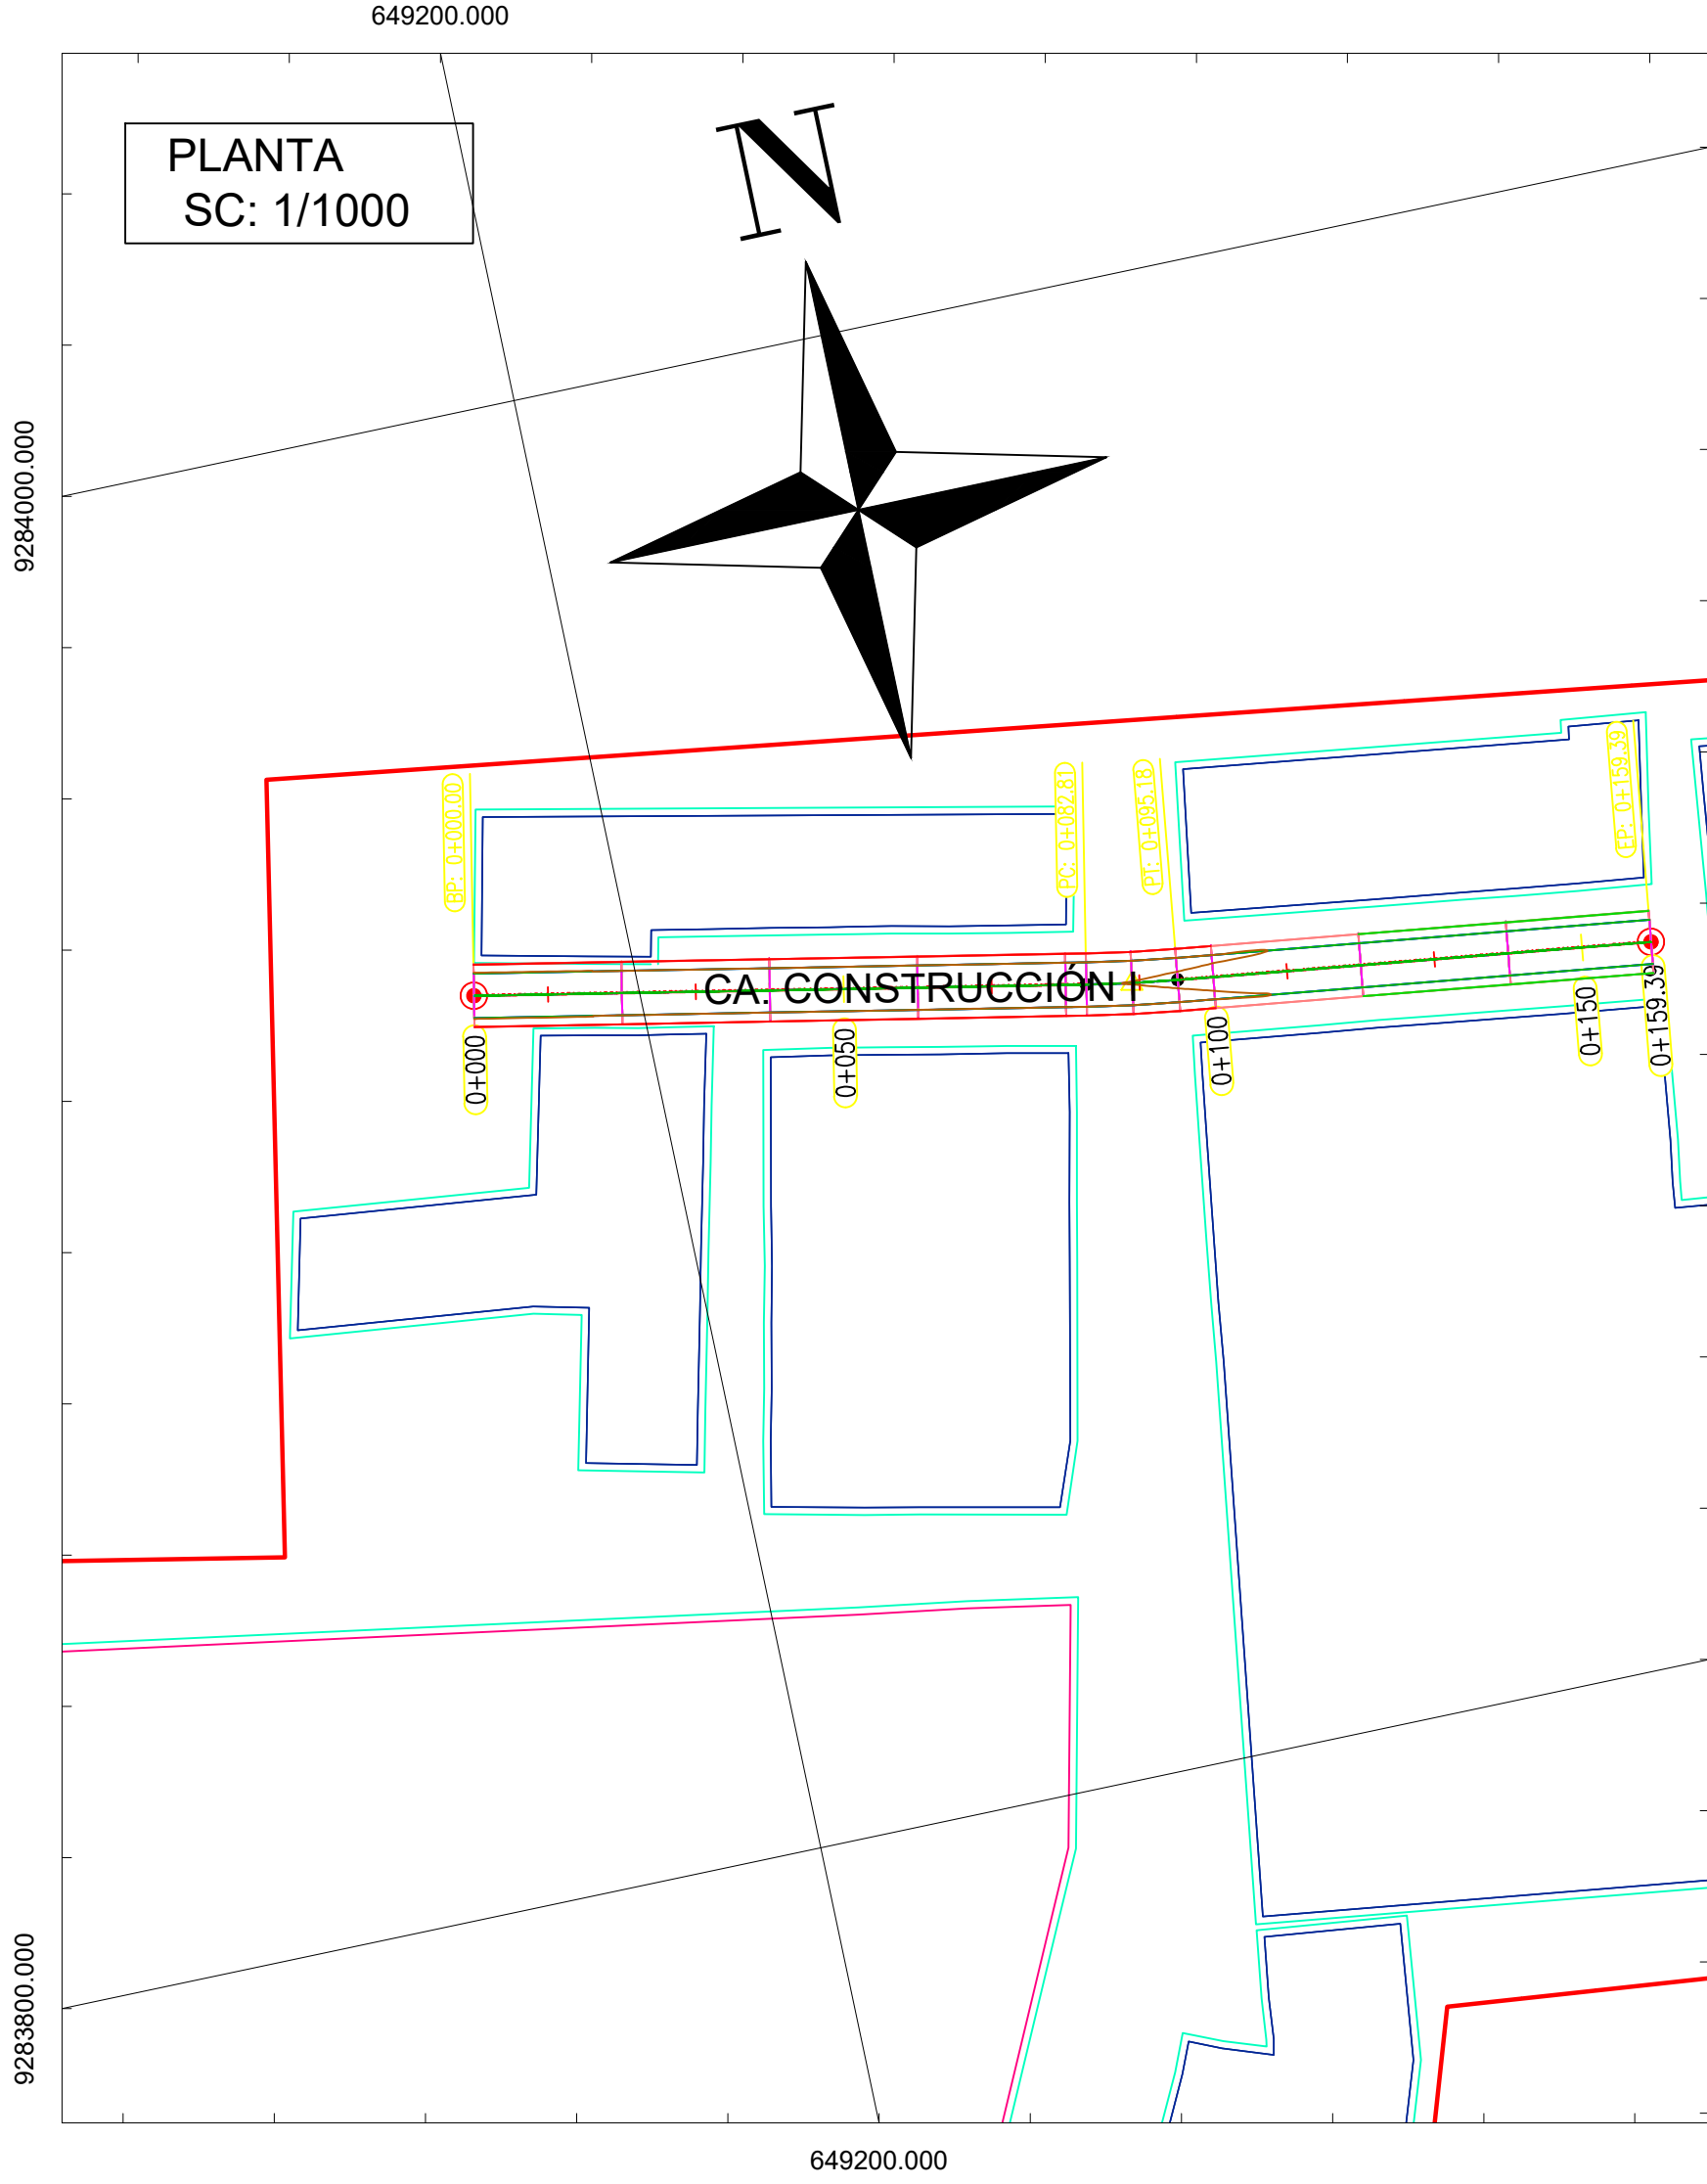 649200.000
PLANTA
SC: 1/1000
N
9284000.000
BP: 0+000.00
PC: 0+082.81
PT: 0+095.18
EP: 0+159.39
CA. CONSTRUCCIÓN I
0+000
0+050
0+100
0+150
0+159.39
9283800.000
649200.000